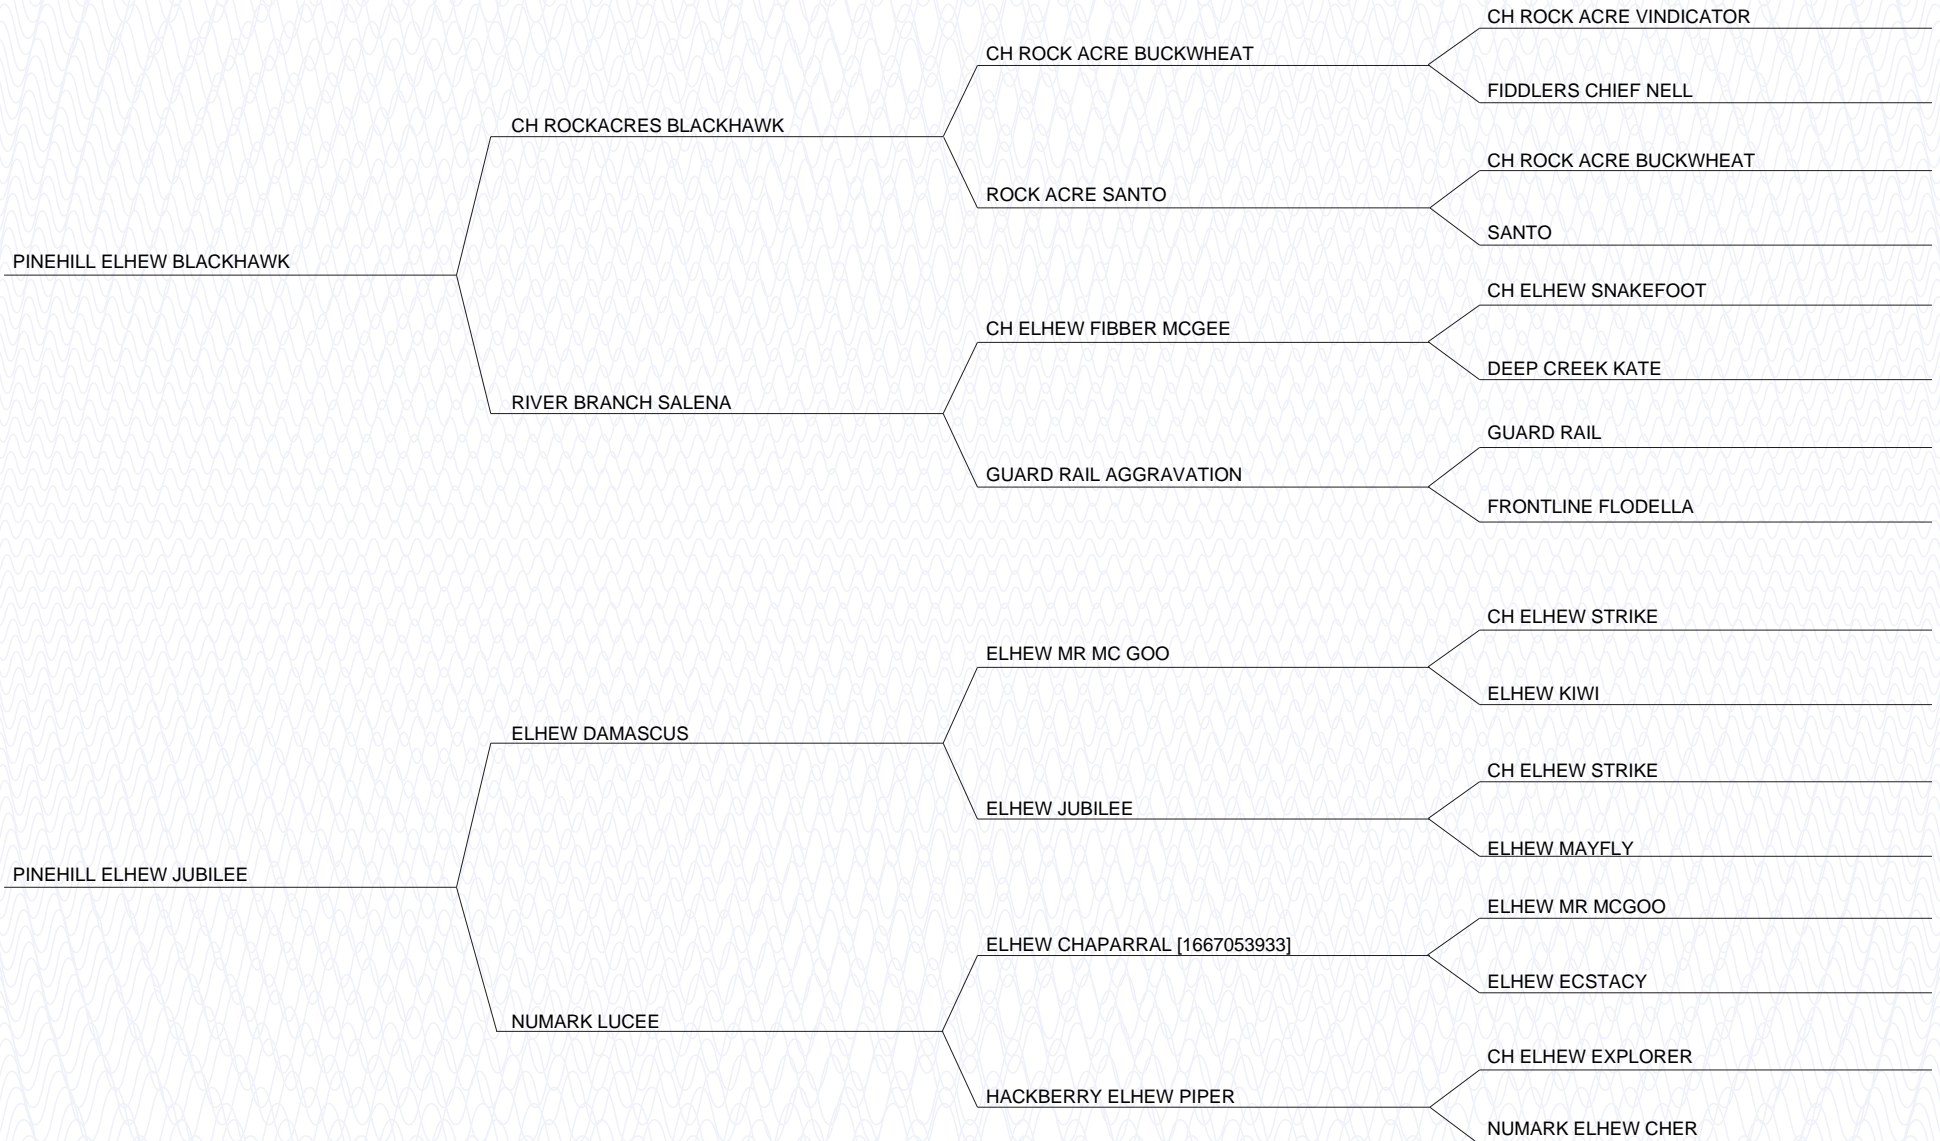 CH ROCK ACRE VINDICATOR
CH ROCK ACRE BUCKWHEAT
FIDDLERS CHIEF NELL
CH ROCKACRES BLACKHAWK
CH ROCK ACRE BUCKWHEAT
ROCK ACRE SANTO
SANTO
PINEHILL ELHEW BLACKHAWK
CH ELHEW SNAKEFOOT
CH ELHEW FIBBER MCGEE
DEEP CREEK KATE
RIVER BRANCH SALENA
GUARD RAIL
GUARD RAIL AGGRAVATION
FRONTLINE FLODELLA
CH ELHEW STRIKE
ELHEW MR MC GOO
ELHEW KIWI
ELHEW DAMASCUS
CH ELHEW STRIKE
ELHEW JUBILEE
ELHEW MAYFLY
PINEHILL ELHEW JUBILEE
ELHEW MR MCGOO
ELHEW CHAPARRAL [1667053933]
ELHEW ECSTACY
NUMARK LUCEE
CH ELHEW EXPLORER
HACKBERRY ELHEW PIPER
NUMARK ELHEW CHER